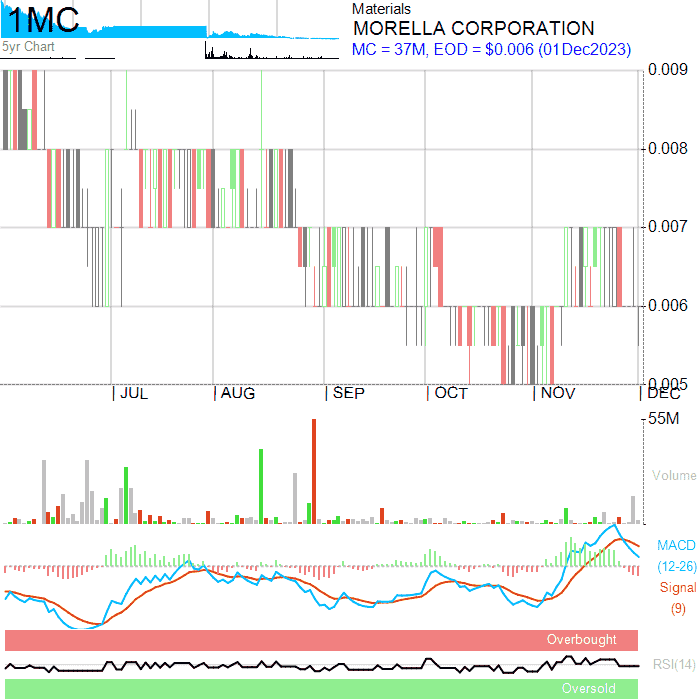 1MC
5yr Chart
Materials
MORELLA CORPORATION
MC = 37M, EOD = $0.006 (01Dec2023)
0.009
0.008
0.007
0.006
0.005
| JUL | AUG | SEP | OCT | NOV | DEC
55M
Volume
MACD
(12-26)
Signal
(9)
Overbought
RSI(14)
Oversold